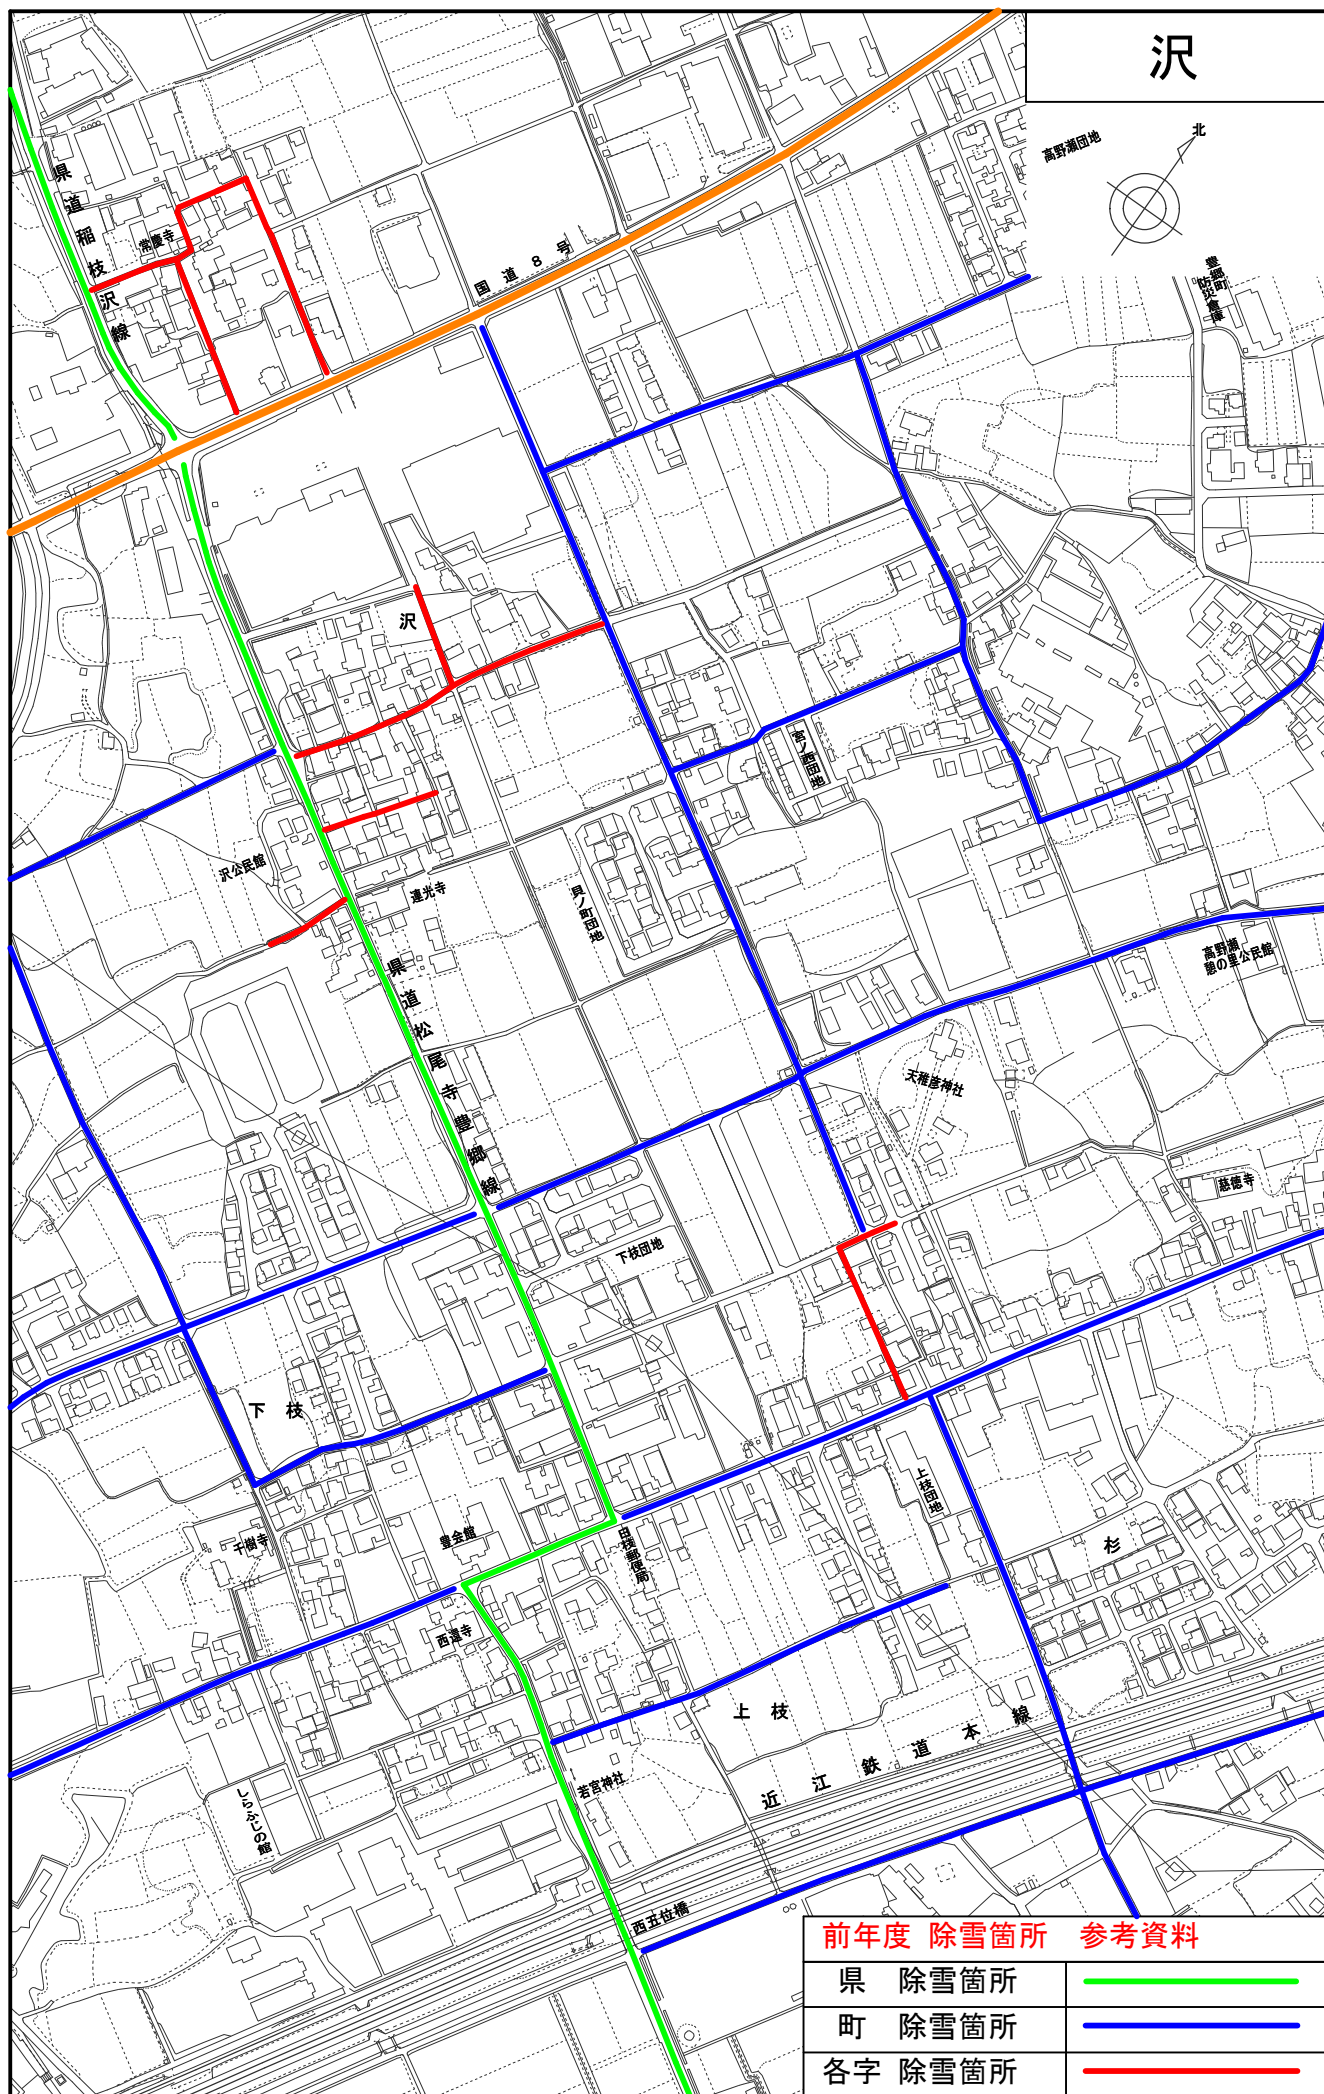 沢
北
高野瀬団地
豊郷町
防災倉庫
県道稲枝沢線
常慶寺
国道8号
沢
宮ノ西団地
沢公民館
蓮光寺
貝ノ町団地
県道松尾寺豊郷線
高野瀬
憩の里公民館
天稚彦神社
慈徳寺
下枝団地
下枝
上枝団地
千樹寺
豊会館
日枝郵便局
杉
西還寺
上枝
近江鉄道本線
若宮神社
しらふじの館
西五位橋
前年度 除雪箇所 参考資料
県 除雪箇所
町 除雪箇所
各字 除雪箇所